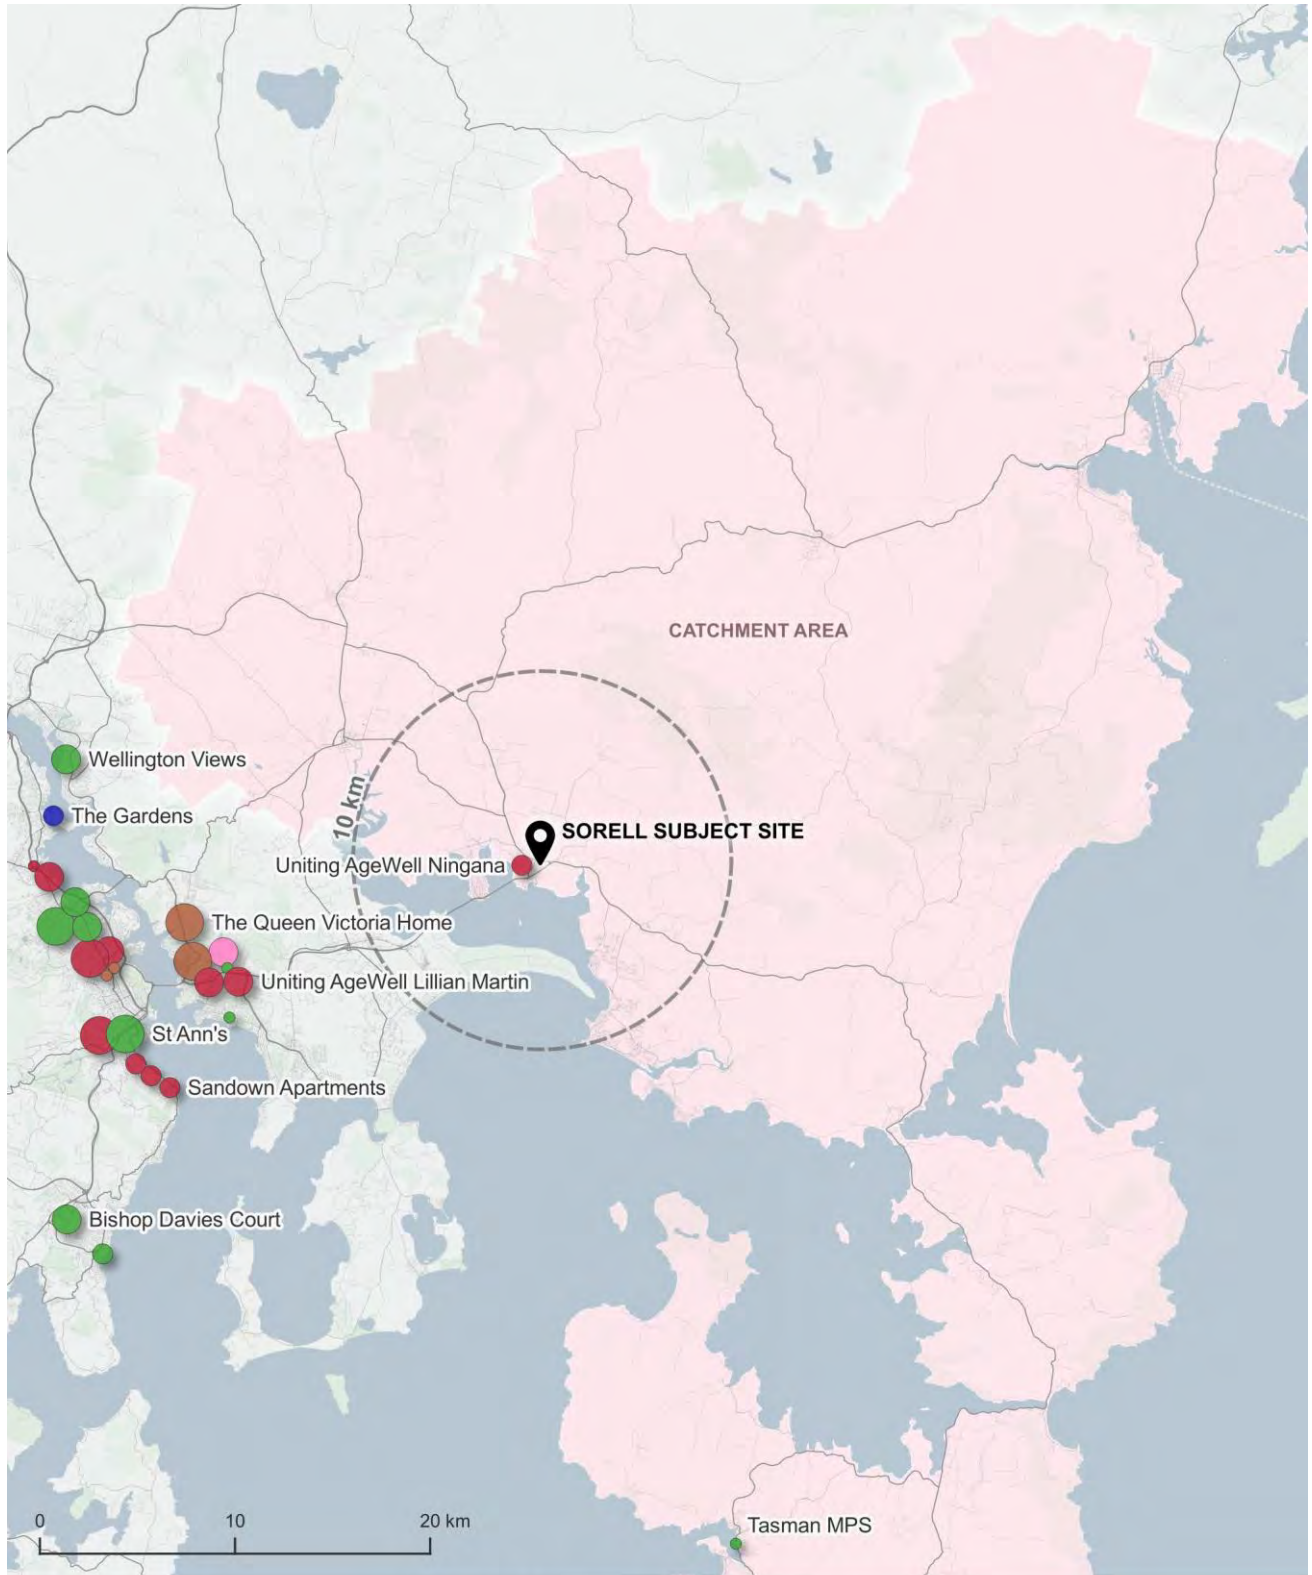 CATCHMENT AREA
Wellington Views
10 km
The Gardens
SORELL SUBJECT SITE
Uniting AgeWell Ningana
The Queen Victoria Home
Uniting AgeWell Lillian Martin
St Ann's
Sandown Apartments
Bishop Davies Court
0 10 20 km
Tasman MPS